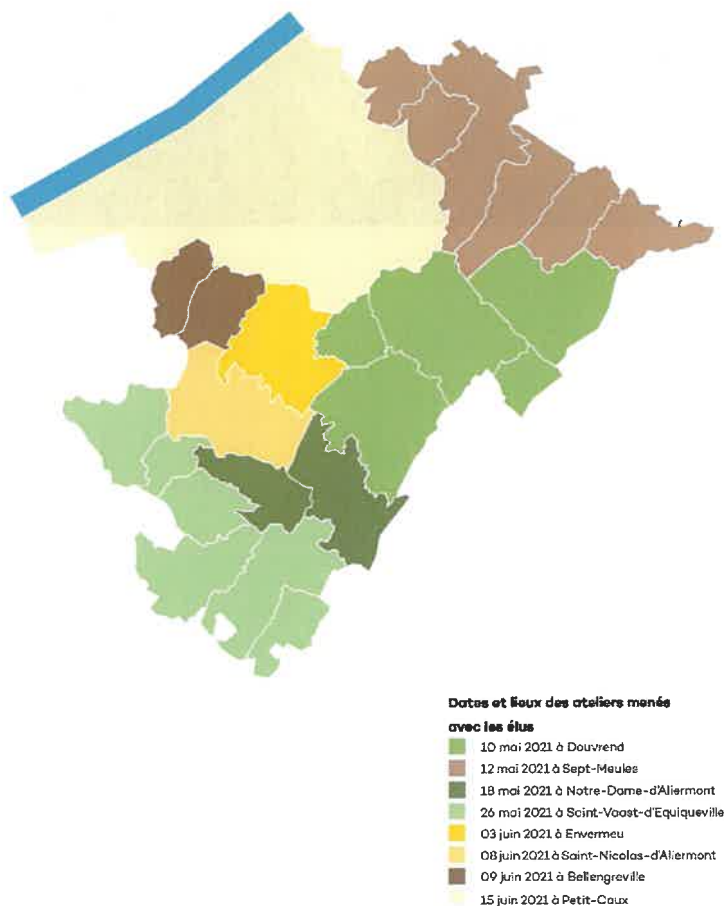 Dates et lieux des ateliers menés
avec les élus
10 mai 2021 à Douvrend
12 mai 2021 à Sept-Meules
18 mai 2021 à Notre-Dame-d'Aliermont
26 mai 2021 à Saint-Vaast-d'Equiqueville
03 juin 2021 à Envermeu
08 juin 2021 à Saint-Nicolas-d'Aliermont
09 juin 2021 à Bellengreville
15 juin 2021 à Petit-Caux